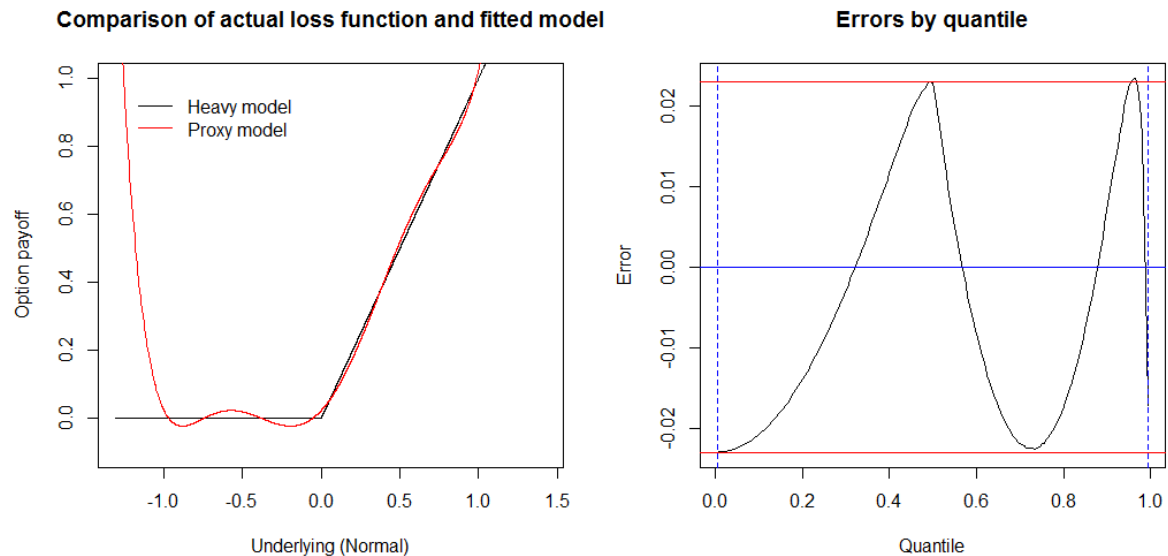 Comparison of actual loss function and fitted model
Heavy model
Proxy model
Option payoff
1.0
0.8
0.6
0.4
0.2
0.0
-1.0 -0.5 0.0 0.5 1.0 1.5
Underlying (Normal)
Errors by quantile
Error
0.02
0.01
0.00
-0.01
-0.02
0.0 0.2 0.4 0.6 0.8 1.0
Quantile